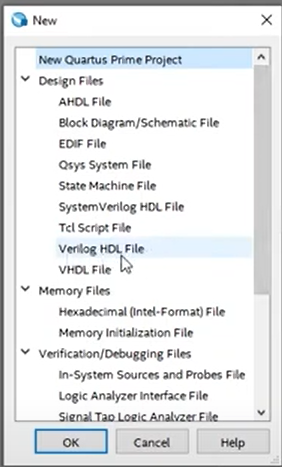 New
New Quartus Prime Project
Design Files
AHDL File
Block Diagram/Schematic File
EDIF File
Qsys System File
State Machine File
SystemVerilog HDL File
Tcl Script File
Verilog HDL File
VHDL File
Memory Files
Hexadecimal (Intel-Format) File
Memory Initialization File
Verification/Debugging Files
In-System Sources and Probes File
Logic Analyzer Interface File
Signal Tap Logic Analyzer File
OK
Cancel
Help